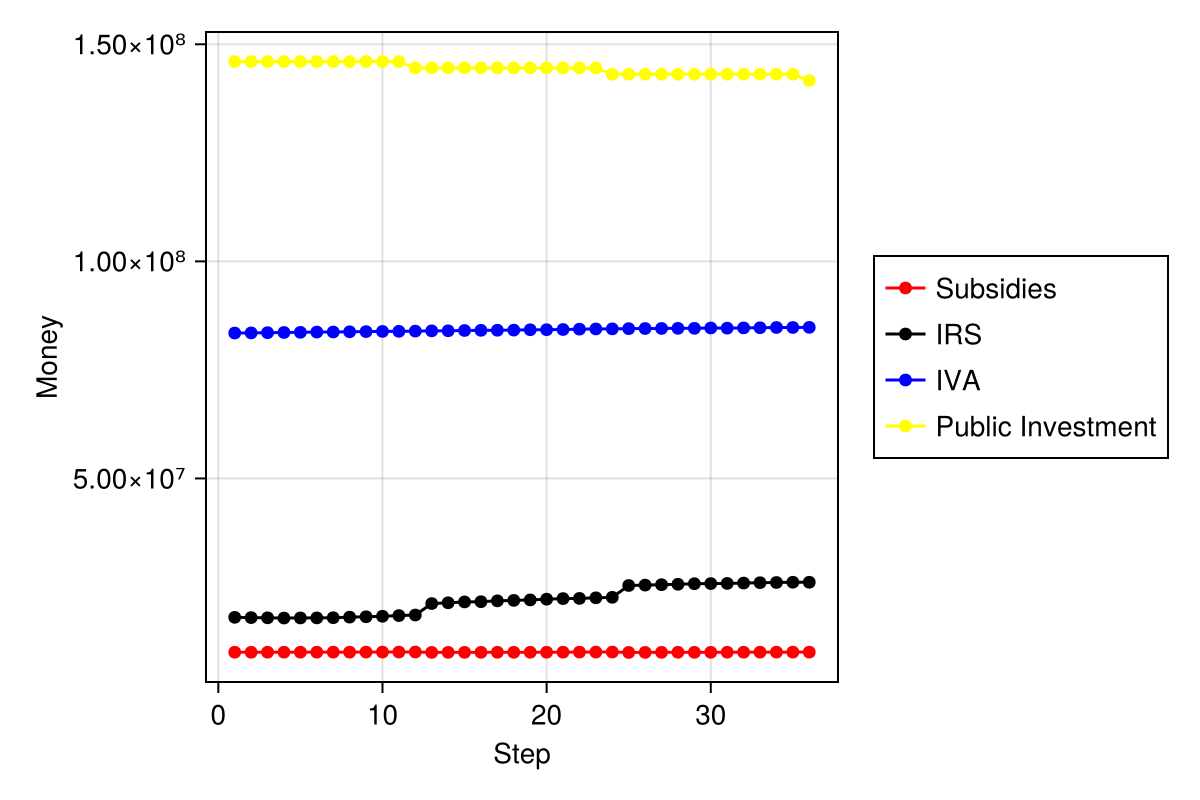 1.50×10⁸
1.00×10⁸
5.00×10⁷
Money
0 10 20 30
Step
Subsidies
IRS
IVA
Public Investment